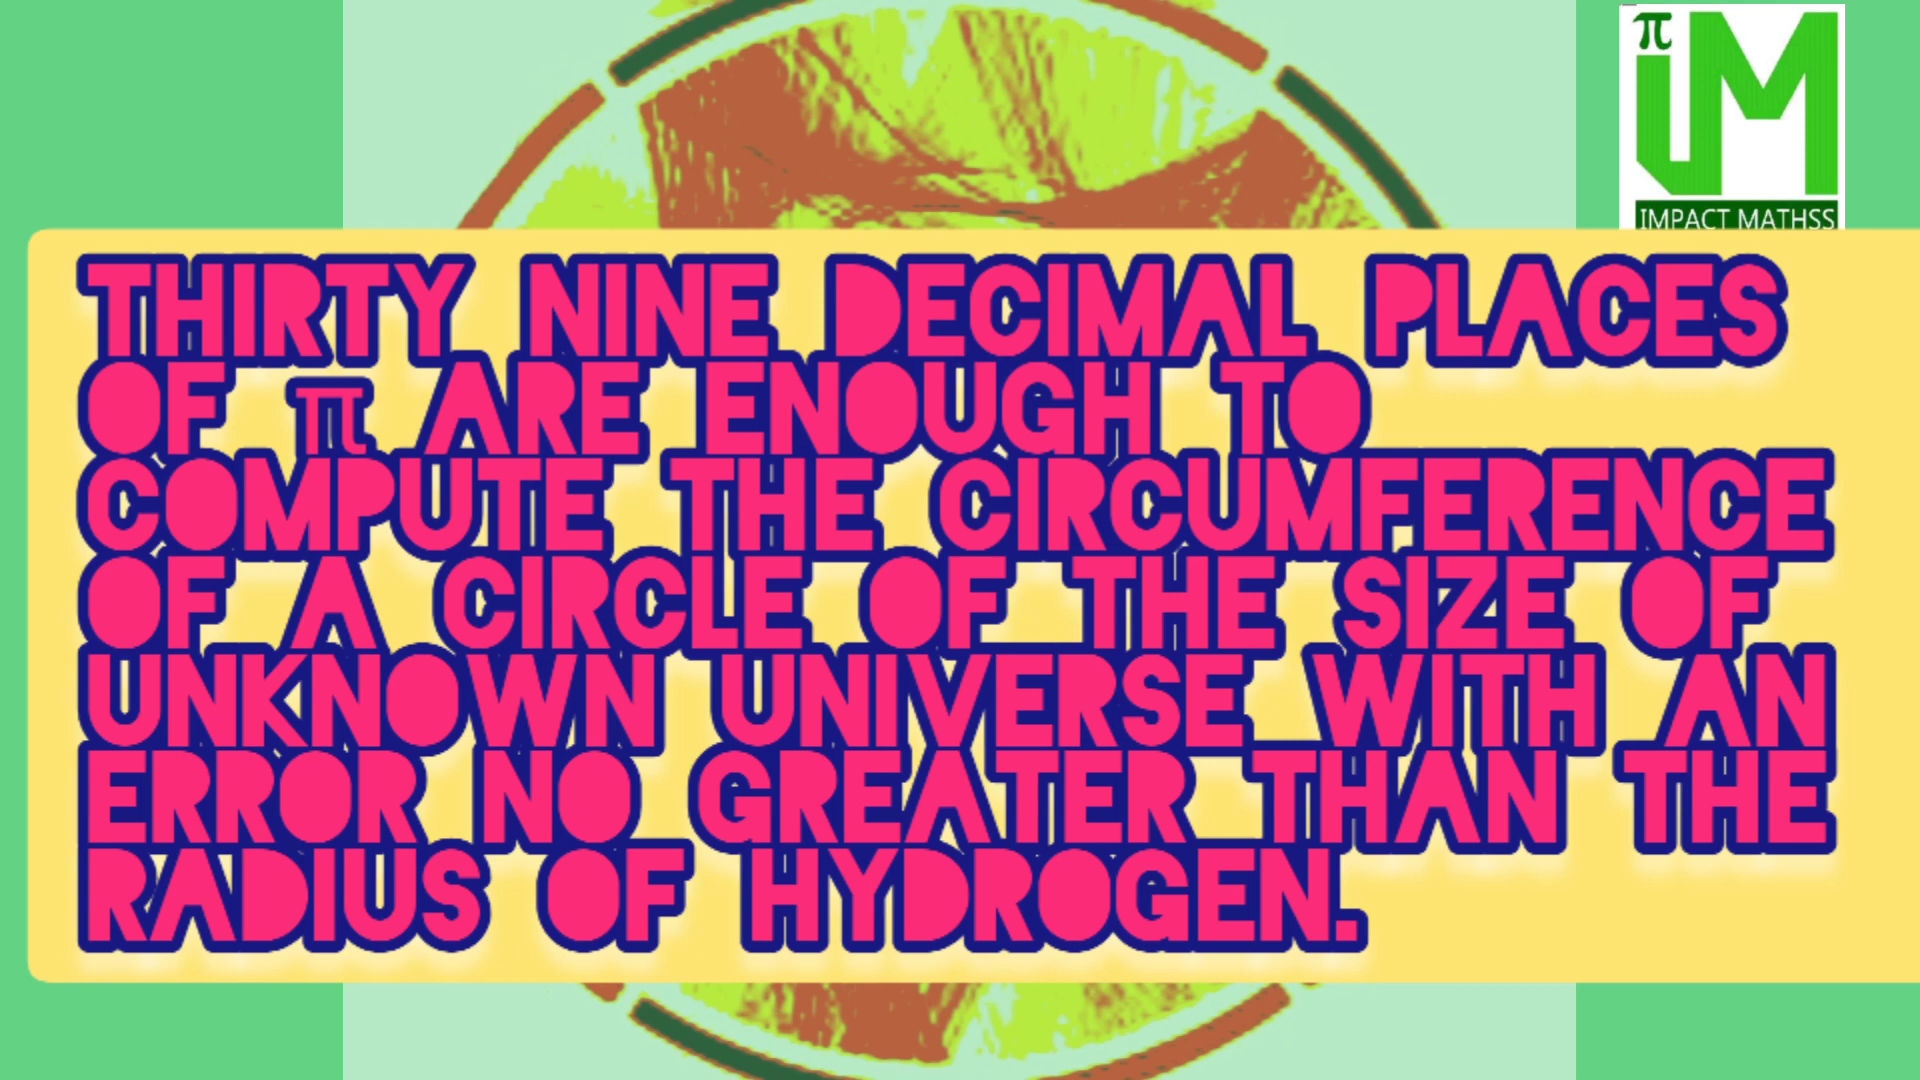 π
iM
IMPACT MATHSS
THIRTY NINE DECIMAL PLACES
OF π ARE ENOUGH TO
COMPUTE THE CIRCUMFERENCE
OF A CIRCLE OF THE SIZE OF
UNKNOWN UNIVERSE WITH AN
ERROR NO GREATER THAN THE
RADIUS OF HYDROGEN.